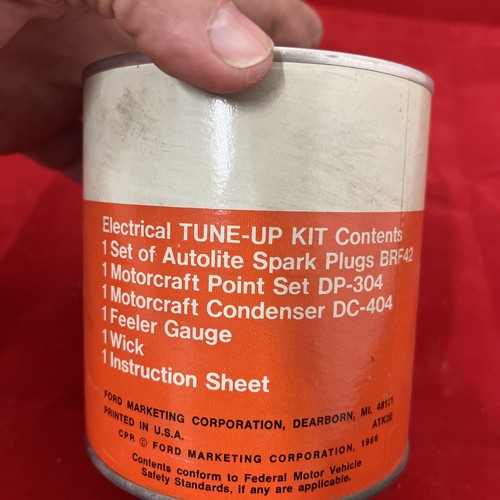 Electrical TUNE-UP KIT Contents
1 Set of Autolite Spark Plugs BRF42
1 Motorcraft Point Set DP-304
1 Motorcraft Condenser DC-404
1 Feeler Gauge
1 Wick
1 Instruction Sheet
FORD MARKETING CORPORATION, DEARBORN, MI. 48121
PRINTED IN U.S.A. ATK26
CPR © FORD MARKETING CORPORATION, 1966
Contents conform to Federal Motor Vehicle
Safety Standards, if any are applicable.